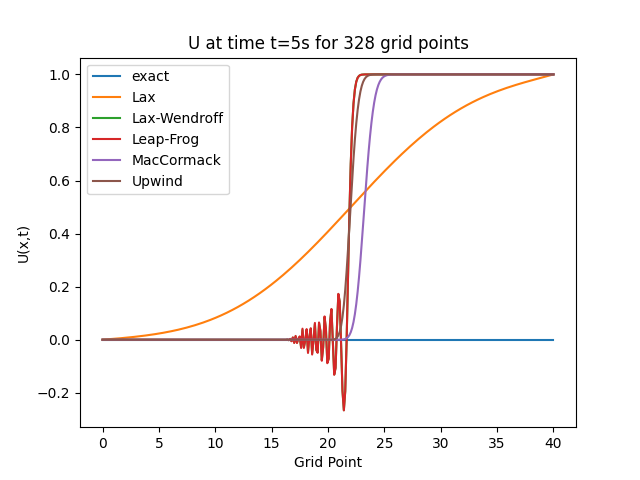 U at time t=5s for 328 grid points
exact
Lax
Lax-Wendroff
Leap-Frog
MacCormack
Upwind
U(x,t)
1.0
0.8
0.6
0.4
0.2
0.0
−0.2
0 5 10 15 20 25 30 35 40
Grid Point